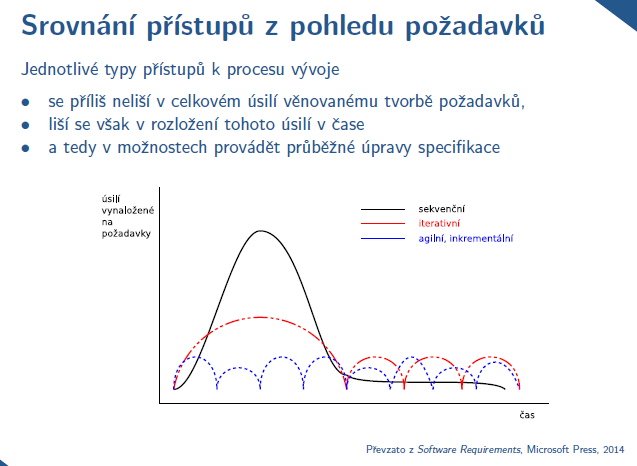 Srovnání přístupů z pohledu požadavků
Jednotlivé typy přístupů k procesu vývoje
• se příliš neliší v celkovém úsilí věnovanému tvorbě požadavků,
• liší se však v rozložení tohoto úsilí v čase
• a tedy v možnostech provádět průběžné úpravy specifikace
úsilí
vynaložené
na
požadavky
sekvenční
iterativní
agilní, inkrementální
čas
Převzato z Software Requirements, Microsoft Press, 2014